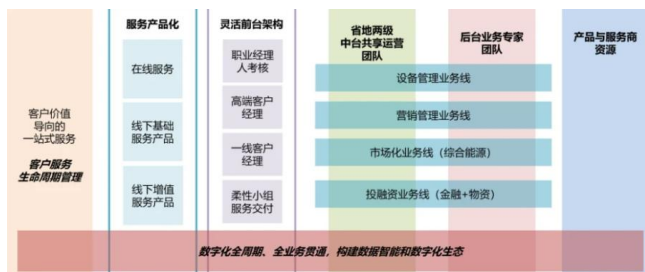 客户价值
导向的
一站式服务
客户服务
生命周期管理
服务产品化
在线服务
线下基础
服务产品
线下增值
服务产品
灵活前台架构
职业经理
人考核
高端客户
经理
一线客户
经理
柔性小组
服务交付
省地两级
中台共享运营
团队
后台业务专家
团队
设备管理业务线
营销管理业务线
市场化业务线（综合能源）
投融资业务线（金融+物资）
产品与服务商
资源
数字化全周期、全业务贯通，构建数据智能和数字化生态